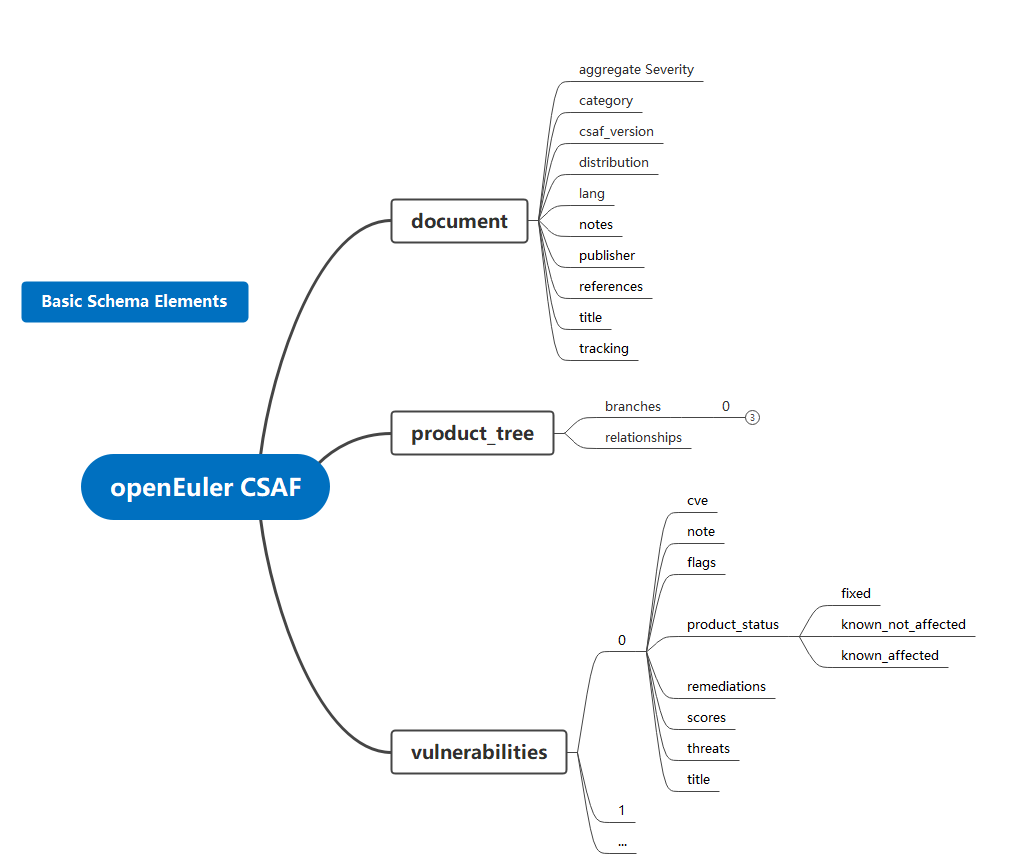 aggregate Severity
category
csaf_version
distribution
lang
document
notes
publisher
references
Basic Schema Elements
title
tracking
branches 0
3
product_tree
relationships
openEuler CSAF
cve
note
flags
fixed
0
product_status
known_not_affected
known_affected
remediations
scores
vulnerabilities
threats
title
1
...